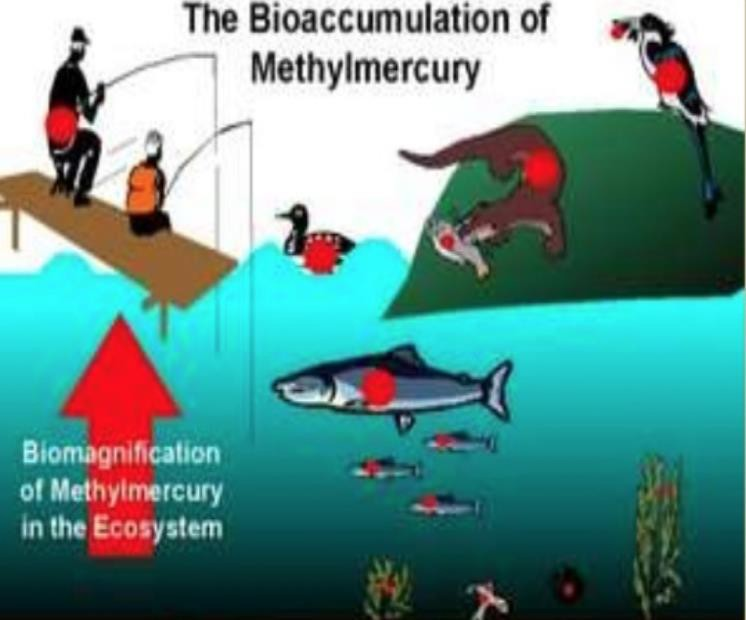 The Bioaccumulation of
Methylmercury
Biomagnification
of Methylmercury
in the Ecosystem